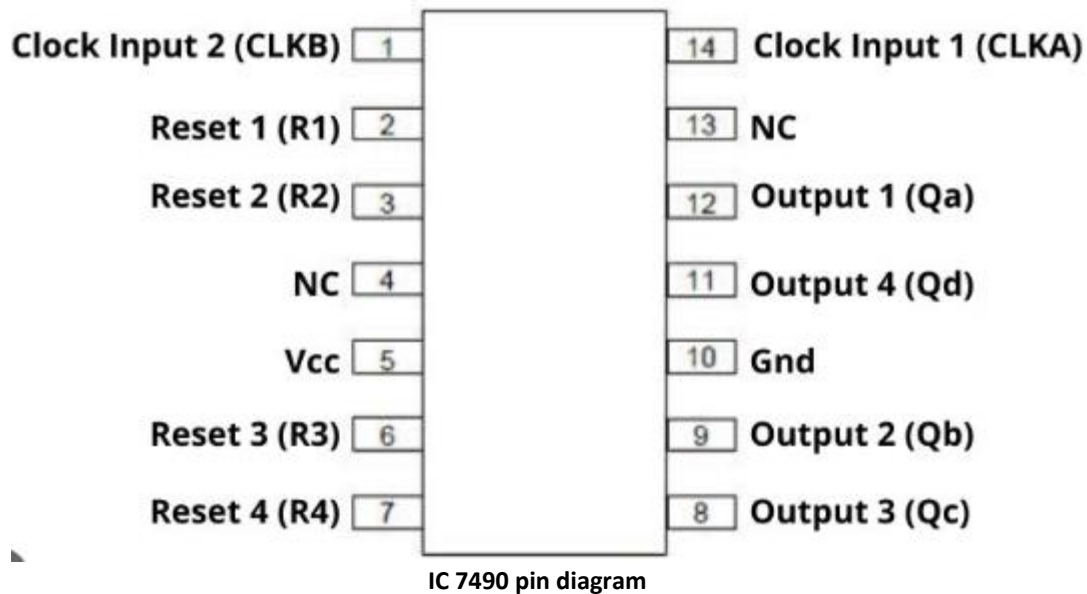 Clock Input 2 (CLKB) 1 14 Clock Input 1 (CLKA)
Reset 1 (R1) 2 13 NC
Reset 2 (R2) 3 12 Output 1 (Qa)
NC 4 11 Output 4 (Qd)
Vcc 5 10 Gnd
Reset 3 (R3) 6 9 Output 2 (Qb)
Reset 4 (R4) 7 8 Output 3 (Qc)
IC 7490 pin diagram